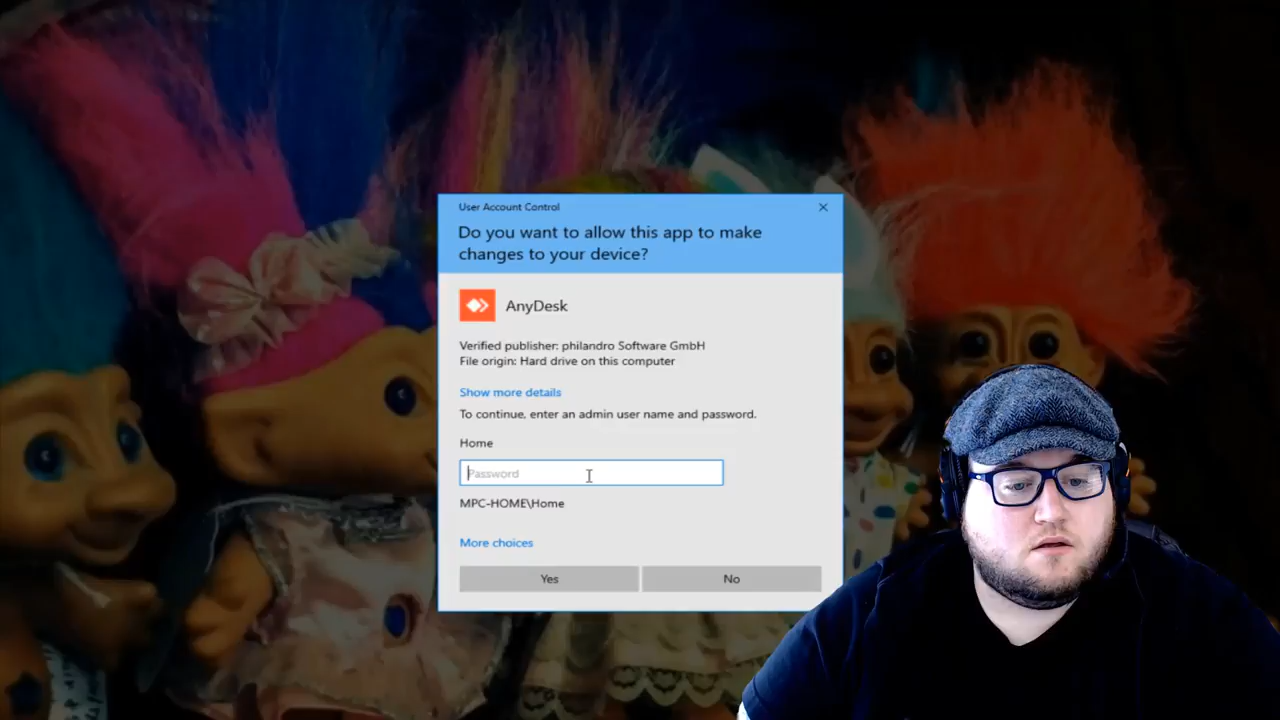 User Account Control
Do you want to allow this app to make
changes to your device?
AnyDesk
Verified publisher: philandro Software GmbH
File origin: Hard drive on this computer
Show more details
To continue, enter an admin user name and password.
Home
Password
MPC-HOME\Home
More choices
Yes
No